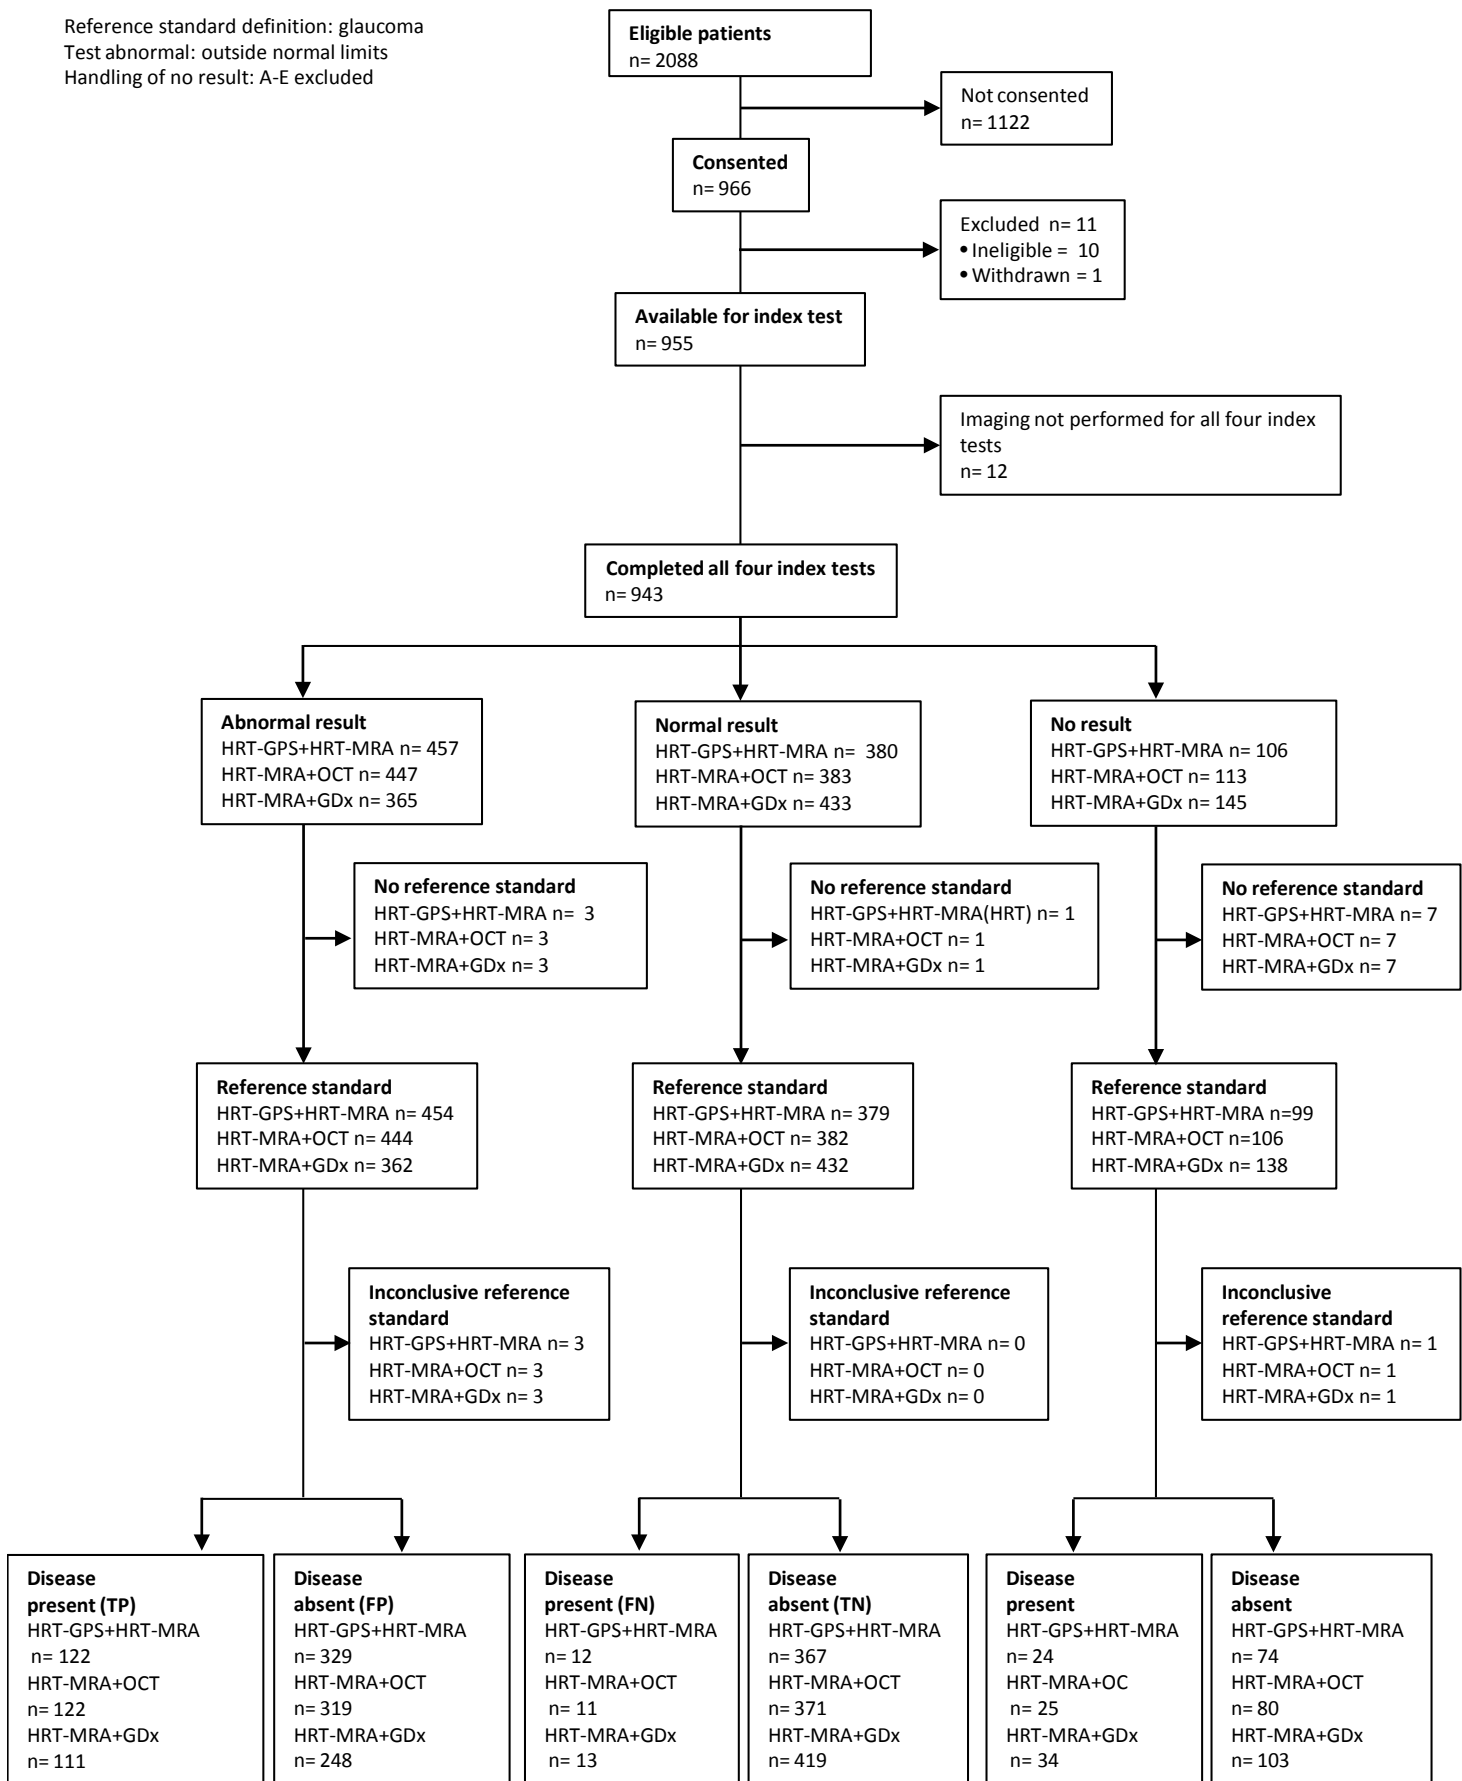 Reference standard definition: glaucoma
Test abnormal: outside normal limits
Handling of no result: A-E excluded
Eligible patients
n= 2088
Not consented
n= 1122
Consented
n= 966
Excluded n= 11
• Ineligible = 10
• Withdrawn = 1
Available for index test
n= 955
Imaging not performed for all four index
tests
n= 12
Completed all four index tests
n= 943
Abnormal result
HRT-GPS+HRT-MRA n= 457
HRT-MRA+OCT n= 447
HRT-MRA+GDx n= 365
Normal result
HRT-GPS+HRT-MRA n= 380
HRT-MRA+OCT n= 383
HRT-MRA+GDx n= 433
No result
HRT-GPS+HRT-MRA n= 106
HRT-MRA+OCT n= 113
HRT-MRA+GDx n= 145
No reference standard
HRT-GPS+HRT-MRA n= 3
HRT-MRA+OCT n= 3
HRT-MRA+GDx n= 3
No reference standard
HRT-GPS+HRT-MRA(HRT) n= 1
HRT-MRA+OCT n= 1
HRT-MRA+GDx n= 1
No reference standard
HRT-GPS+HRT-MRA n= 7
HRT-MRA+OCT n= 7
HRT-MRA+GDx n= 7
Reference standard
HRT-GPS+HRT-MRA n= 454
HRT-MRA+OCT n= 444
HRT-MRA+GDx n= 362
Reference standard
HRT-GPS+HRT-MRA n= 379
HRT-MRA+OCT n= 382
HRT-MRA+GDx n= 432
Reference standard
HRT-GPS+HRT-MRA n=99
HRT-MRA+OCT n=106
HRT-MRA+GDx n= 138
Inconclusive reference
standard
HRT-GPS+HRT-MRA n= 3
HRT-MRA+OCT n= 3
HRT-MRA+GDx n= 3
Inconclusive reference
standard
HRT-GPS+HRT-MRA n= 0
HRT-MRA+OCT n= 0
HRT-MRA+GDx n= 0
Inconclusive
reference standard
HRT-GPS+HRT-MRA n= 1
HRT-MRA+OCT n= 1
HRT-MRA+GDx n= 1
Disease
present (TP)
HRT-GPS+HRT-MRA
n= 122
HRT-MRA+OCT
n= 122
HRT-MRA+GDx
n= 111
Disease
absent (FP)
HRT-GPS+HRT-MRA
n= 329
HRT-MRA+OCT
n= 319
HRT-MRA+GDx
n= 248
Disease
present (FN)
HRT-GPS+HRT-MRA
n= 12
HRT-MRA+OCT
n= 11
HRT-MRA+GDx
n= 13
Disease
absent (TN)
HRT-GPS+HRT-MRA
n= 367
HRT-MRA+OCT
n= 371
HRT-MRA+GDx
n= 419
Disease
present
HRT-GPS+HRT-MRA
n= 24
HRT-MRA+OC
n= 25
HRT-MRA+GDx
n= 34
Disease
absent
HRT-GPS+HRT-MRA
n= 74
HRT-MRA+OCT
n= 80
HRT-MRA+GDx
n= 103